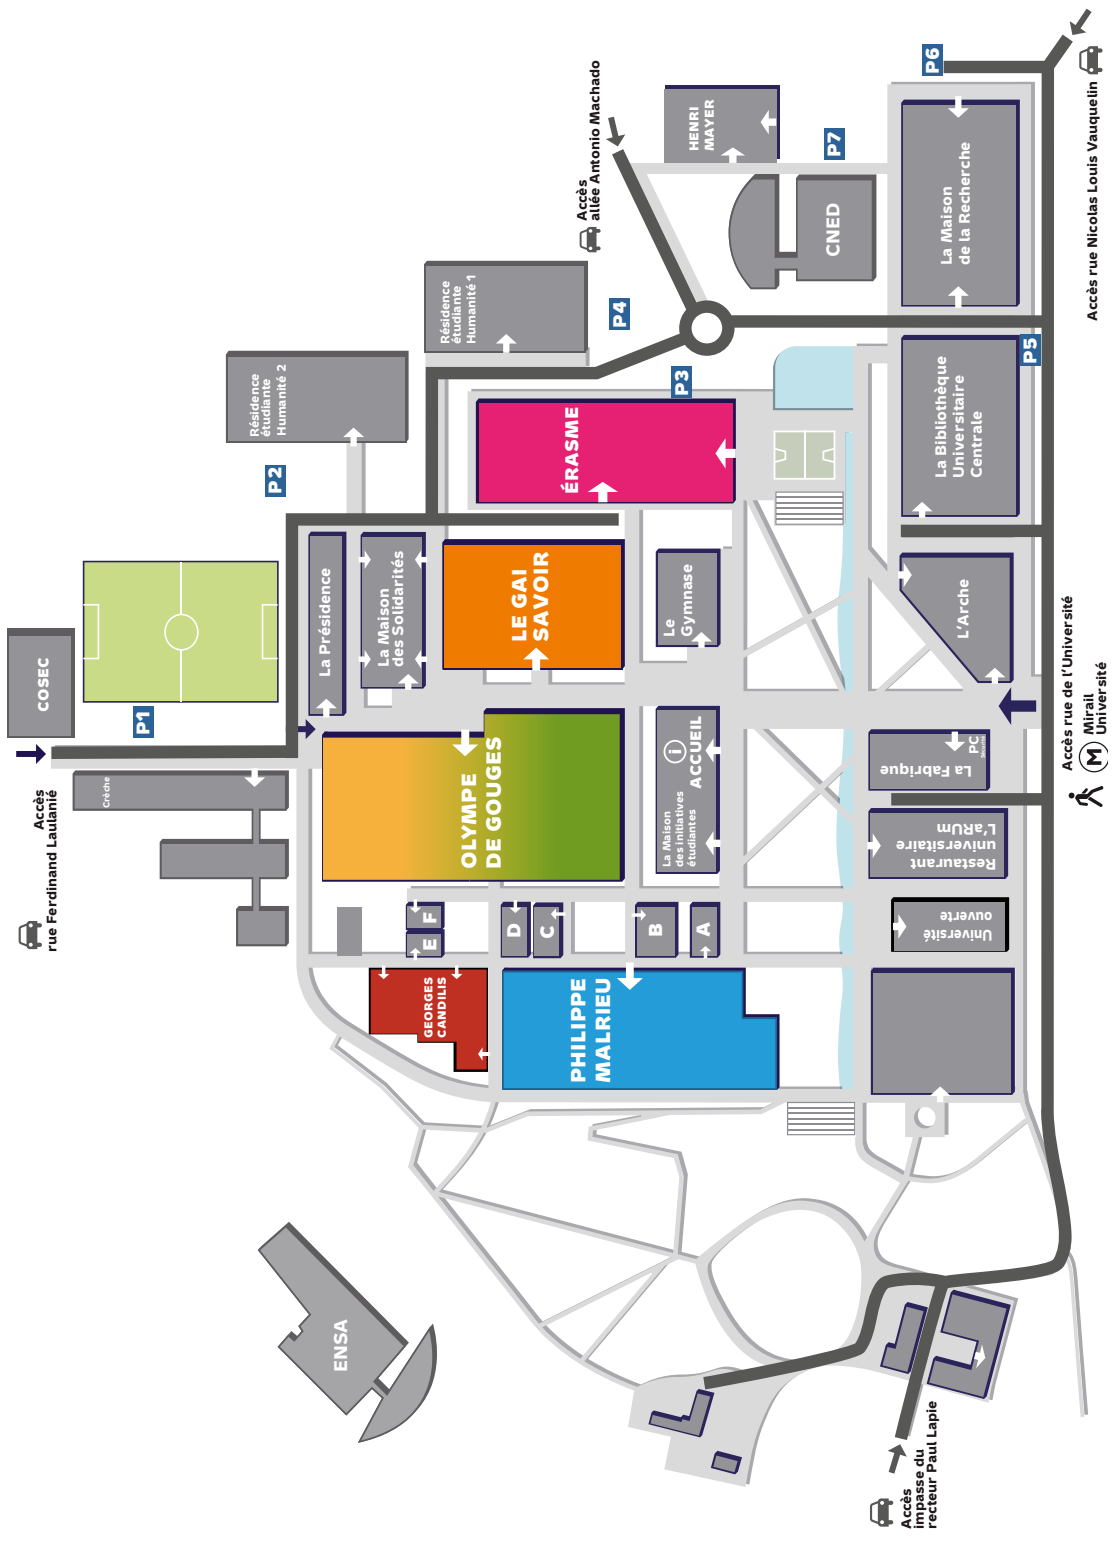 Accès
impasse du
recteur Paul Lapie
ENSA
Accès
rue Ferdinand Laulanié
Crèche
COSEC
P1
P2
Résidence
étudiante
Humanité 2
Résidence
étudiante
Humanité 1
P4
Accès
allée Antonio Machado
HENRI
MAYER
P7
CNED
P6
La Maison
de la Recherche
Accès rue Nicolas Louis Vauquelin
P3
P5
La Présidence
La Maison
des Solidarités
LE GAI
SAVOIR
ÉRASME
Le
Gymnase
OLYMPE
DE GOUGES
i
ACCUEIL
La Maison
des initiatives
étudiantes
E
F
D
C
B
A
GEORGES
CANDILIS
PHILIPPE
MALRIEU
La Bibliothèque
Universitaire
Centrale
L'Arche
La Fabrique
PC
Restaurant
universitaire
L'aRUm
Université
ouverte
Accès rue de l'Université
M
Mirail
Université